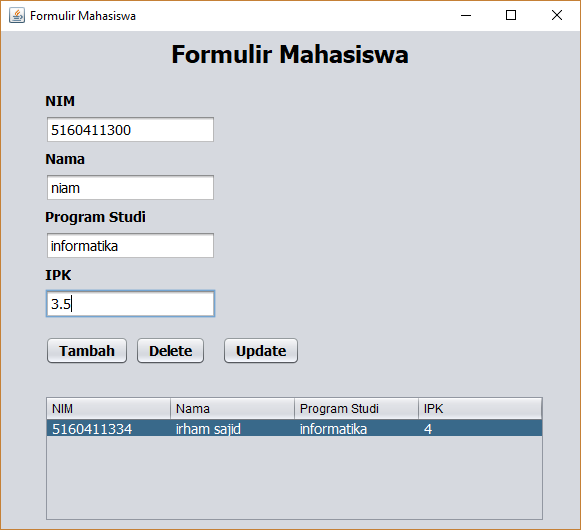 Formulir Mahasiswa
Formulir Mahasiswa
NIM
5160411300
Nama
niam
Program Studi
informatika
IPK
3.5
Tambah Delete Update
NIM Nama Program Studi IPK
5160411334 irham sajid informatika 4